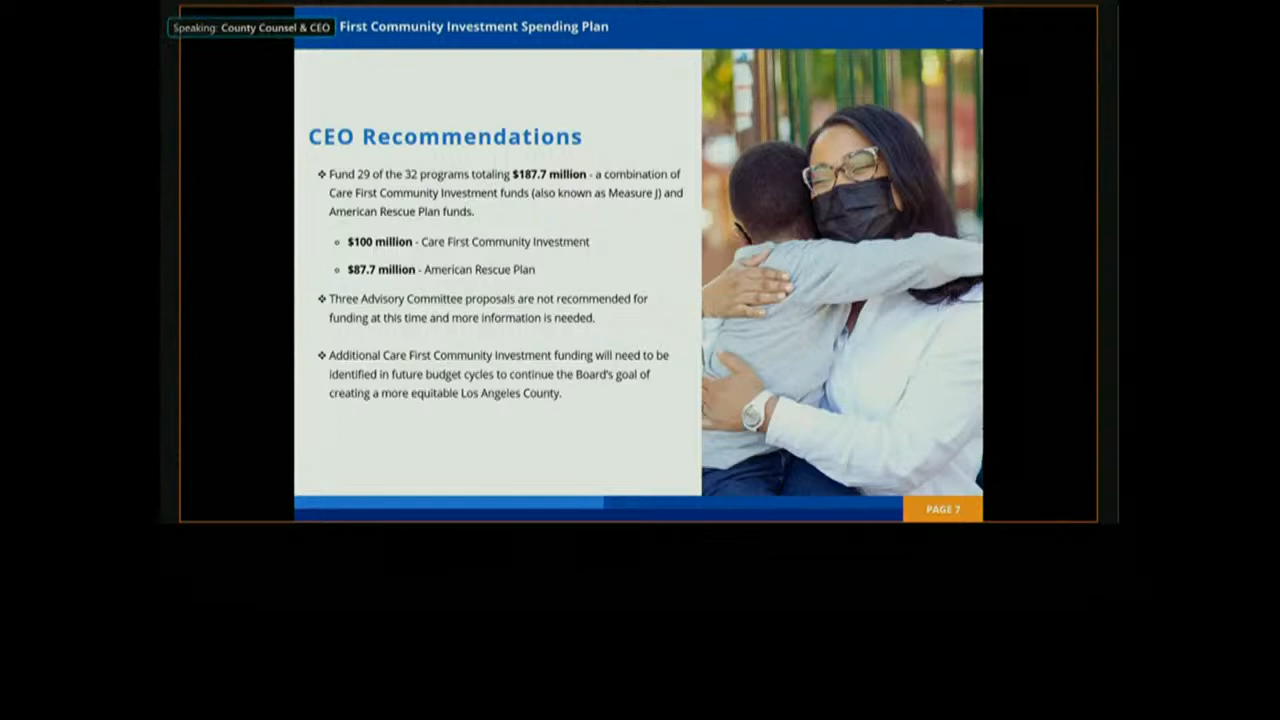 Speaking: County Counsel & CEO
First Community Investment Spending Plan
CEO Recommendations
❖ Fund 29 of the 32 programs totaling $187.7 million - a combination of
Care First Community Investment funds (also known as Measure J) and
American Rescue Plan funds.
○ $100 million - Care First Community Investment
○ $87.7 million - American Rescue Plan
❖ Three Advisory Committee proposals are not recommended for
funding at this time and more information is needed.
❖ Additional Care First Community Investment funding will need to be
identified in future budget cycles to continue the Board's goal of
creating a more equitable Los Angeles County.
PAGE 7